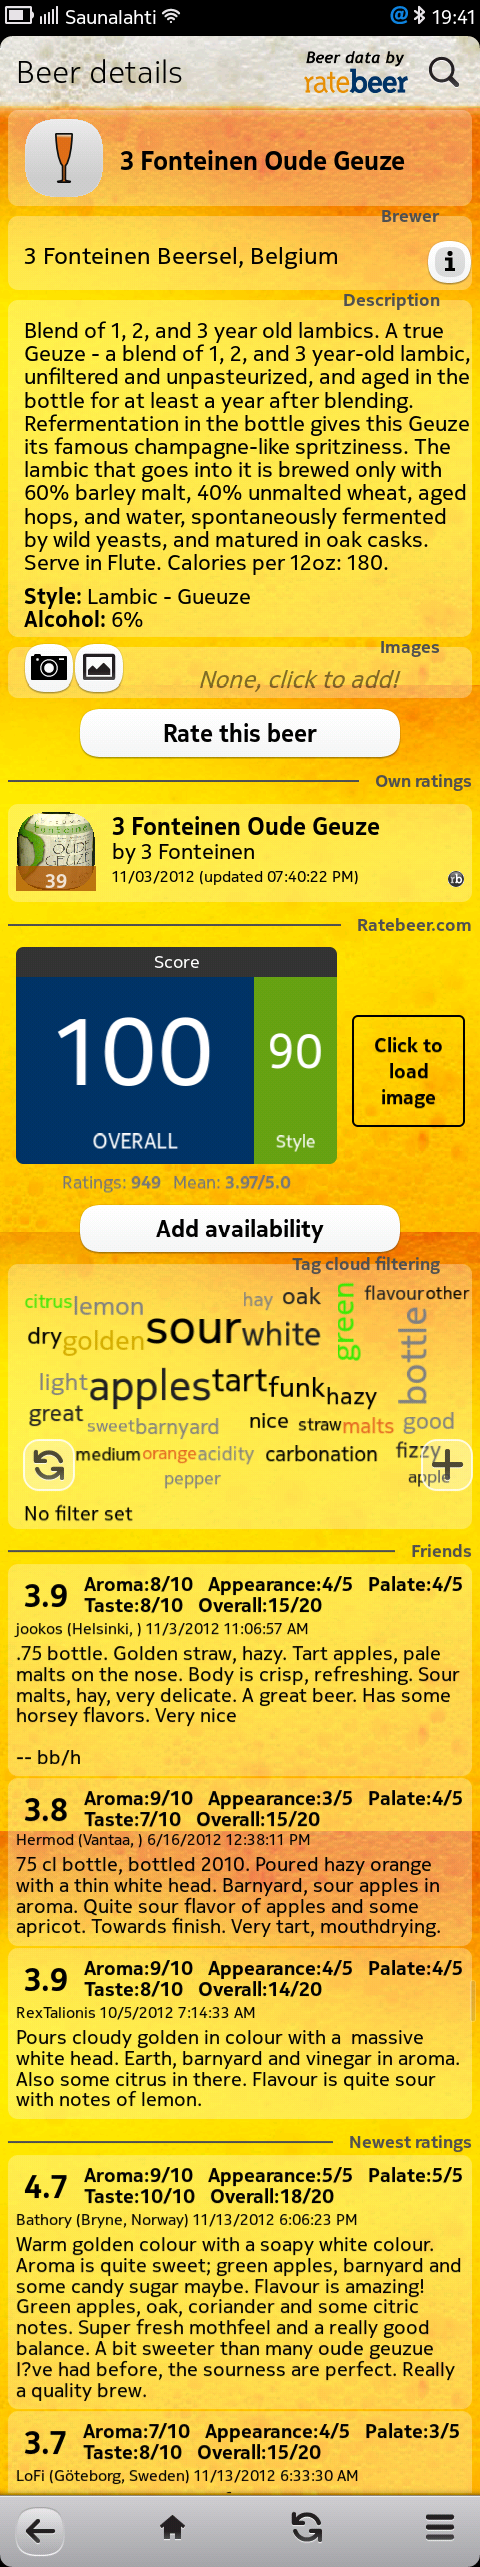 Saunalahti 19:41
Beer details
Beer data by
ratebeer
3 Fonteinen Oude Geuze
Brewer
3 Fonteinen Beersel, Belgium
i
Description
Blend of 1, 2, and 3 year old lambics. A true
Geuze - a blend of 1, 2, and 3 year-old lambic,
unfiltered and unpasteurized, and aged in the
bottle for at least a year after blending.
Refermentation in the bottle gives this Geuze
its famous champagne-like spritziness. The
lambic that goes into it is brewed only with
60% barley malt, 40% unmalted wheat, aged
hops, and water, spontaneously fermented
by wild yeasts, and matured in oak casks.
Serve in Flute. Calories per 12oz: 180.
Style: Lambic - Gueuze
Alcohol: 6%
Images
None, click to add!
Rate this beer
Own ratings
OUDE
GEUZE
39
3 Fonteinen Oude Geuze
by 3 Fonteinen
11/03/2012 (updated 07:40:22 PM)
rb
Ratebeer.com
Score
100
OVERALL
90
Style
Click to
load
image
Ratings: 949 Mean: 3.97/5.0
Add availability
Tag cloud filtering
citrus lemon hay oak green flavour other
dry golden sour white bottle
light apples tart funk hazy
great sweet barnyard nice straw malts good
medium orange acidity carbonation fizzy
pepper apple
No filter set
Friends
3.9 Aroma:8/10 Appearance:4/5 Palate:4/5
Taste:8/10 Overall:15/20
jookos (Helsinki, ) 11/3/2012 11:06:57 AM
.75 bottle. Golden straw, hazy. Tart apples, pale
malts on the nose. Body is crisp, refreshing. Sour
malts, hay, very delicate. A great beer. Has some
horsey flavors. Very nice
-- bb/h
3.8 Aroma:9/10 Appearance:3/5 Palate:4/5
Taste:7/10 Overall:15/20
Hermod (Vantaa, ) 6/16/2012 12:38:11 PM
75 cl bottle, bottled 2010. Poured hazy orange
with a thin white head. Barnyard, sour apples in
aroma. Quite sour flavor of apples and some
apricot. Towards finish. Very tart, mouthdrying.
3.9 Aroma:9/10 Appearance:4/5 Palate:4/5
Taste:8/10 Overall:14/20
RexTalionis 10/5/2012 7:14:33 AM
Pours cloudy golden in colour with a massive
white head. Earth, barnyard and vinegar in aroma.
Also some citrus in there. Flavour is quite sour
with notes of lemon.
Newest ratings
4.7 Aroma:9/10 Appearance:5/5 Palate:5/5
Taste:10/10 Overall:18/20
Bathory (Bryne, Norway) 11/13/2012 6:06:23 PM
Warm golden colour with a soapy white colour.
Aroma is quite sweet; green apples, barnyard and
some candy sugar maybe. Flavour is amazing!
Green apples, oak, coriander and some citric
notes. Super fresh mothfeel and a really good
balance. A bit sweeter than many oude geuzue
I?ve had before, the sourness are perfect. Really
a quality brew.
3.7 Aroma:7/10 Appearance:4/5 Palate:3/5
Taste:8/10 Overall:15/20
LoFi (Göteborg, Sweden) 11/13/2012 6:33:30 AM